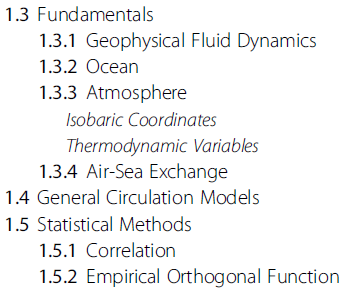 1.3 Fundamentals
1.3.1 Geophysical Fluid Dynamics
1.3.2 Ocean
1.3.3 Atmosphere
Isobaric Coordinates
Thermodynamic Variables
1.3.4 Air-Sea Exchange
1.4 General Circulation Models
1.5 Statistical Methods
1.5.1 Correlation
1.5.2 Empirical Orthogonal Function